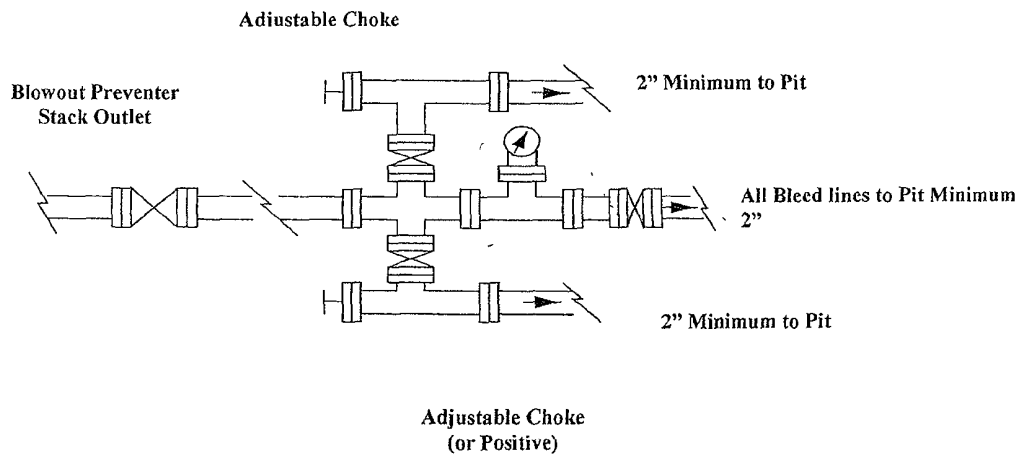 Adiustable Choke
2” Minimum to Pit
Blowout Preventer
Stack Outlet
All Bleed lines to Pit Minimum
2”
2” Minimum to Pit
Adjustable Choke
(or Positive)